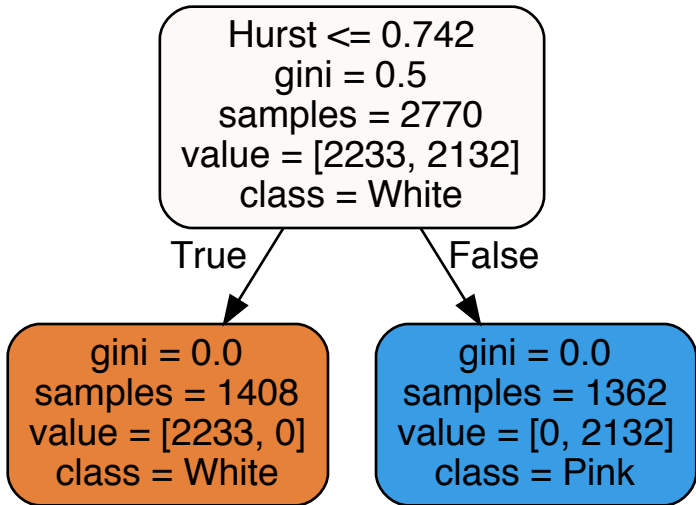 Hurst <= 0.742
gini = 0.5
samples = 2770
value = [2233, 2132]
class = White
True
False
gini = 0.0
samples = 1408
value = [2233, 0]
class = White
gini = 0.0
samples = 1362
value = [0, 2132]
class = Pink